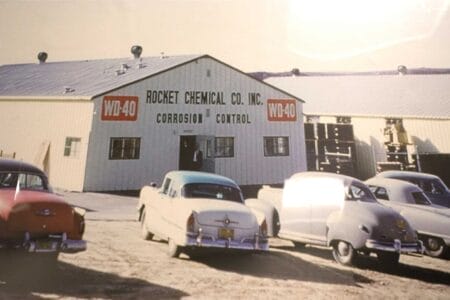 ROCKET CHEMICAL CO. INC.
WD-40
WD-40
CORROSION CONTROL